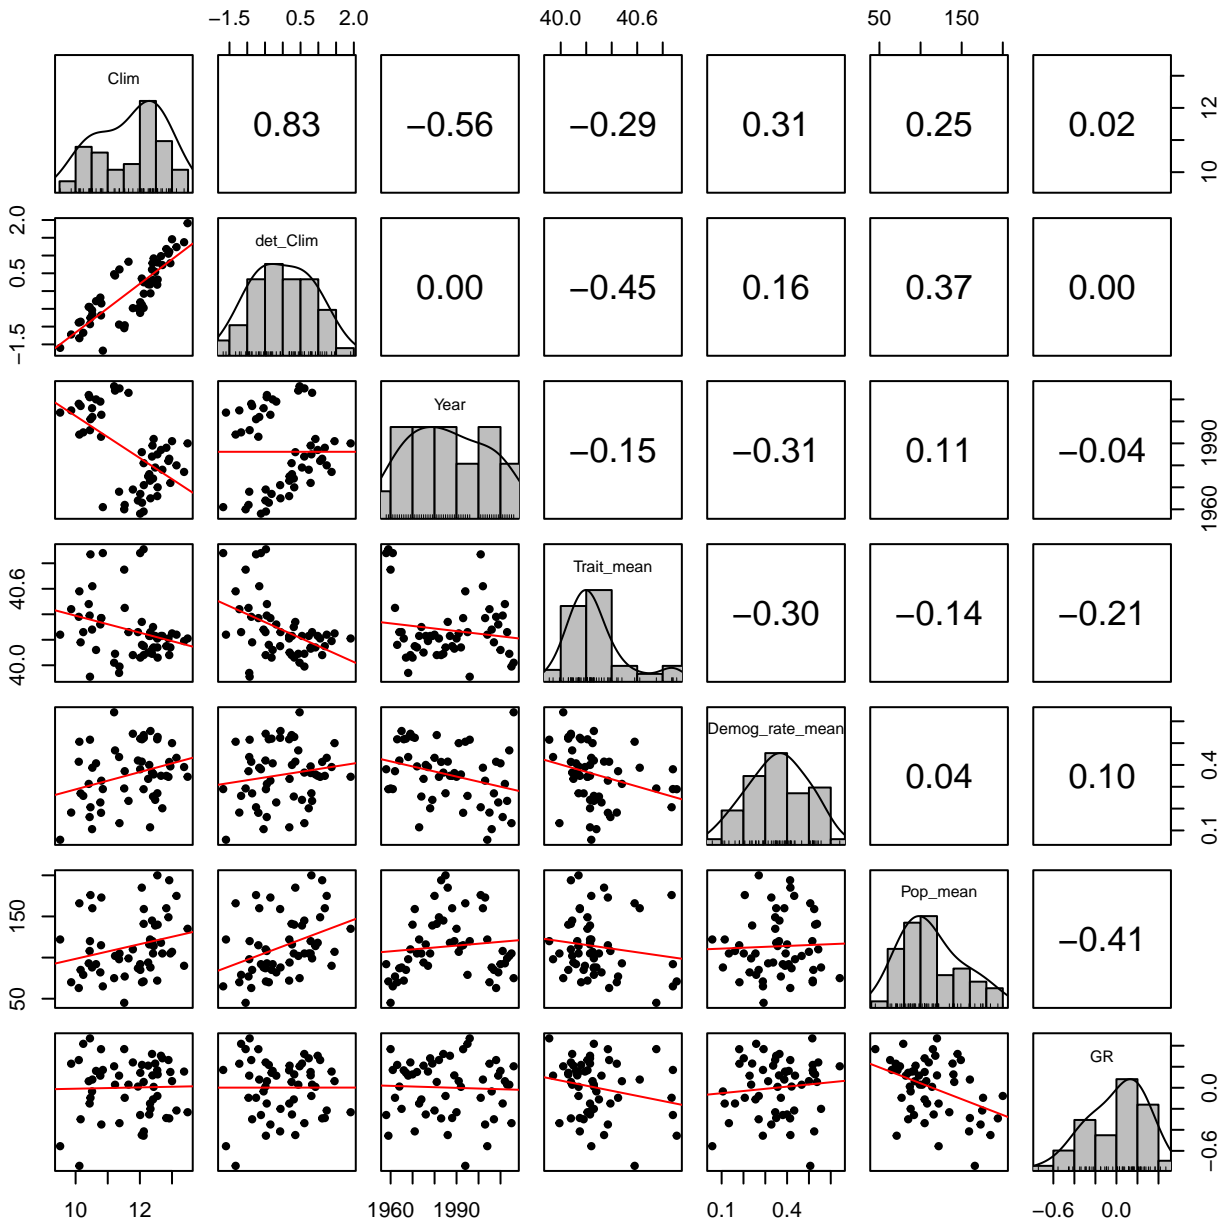 −1.5 0.5 2.0 40.0 40.6 50 150
Clim 0.83 −0.56 −0.29 0.31 0.25 0.02 10 12
−1.5 0.5 2.0 det_Clim 0.00 −0.45 0.16 0.37 0.00
Year −0.15 −0.31 0.11 −0.04 1960 1990
40.0 40.6 Trait_mean −0.30 −0.14 −0.21
Demog_rate_mean 0.04 0.10 0.1 0.4
50 150 Pop_mean −0.41
GR −0.6 0.0
10 12 1960 1990 0.1 0.4 −0.6 0.0